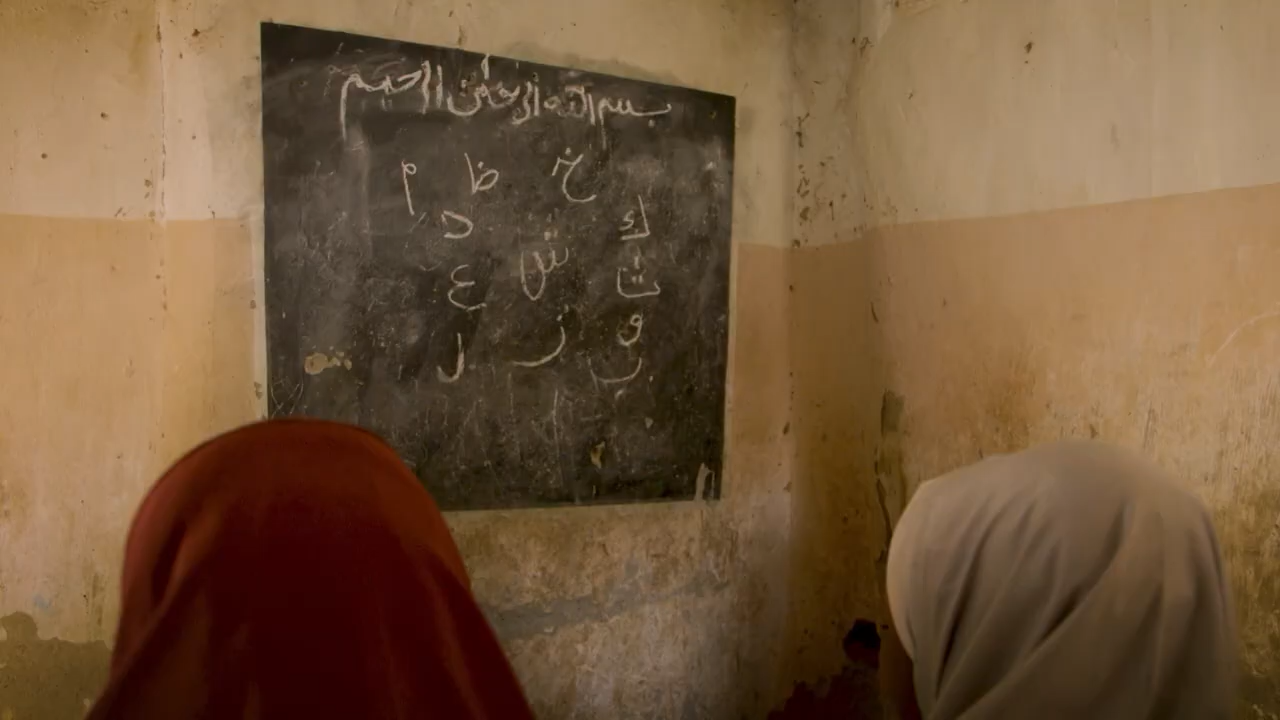 بسم الله الرحمن الرحيم
خ ظ م
ك د
ث ش ع
و ز ل
ب